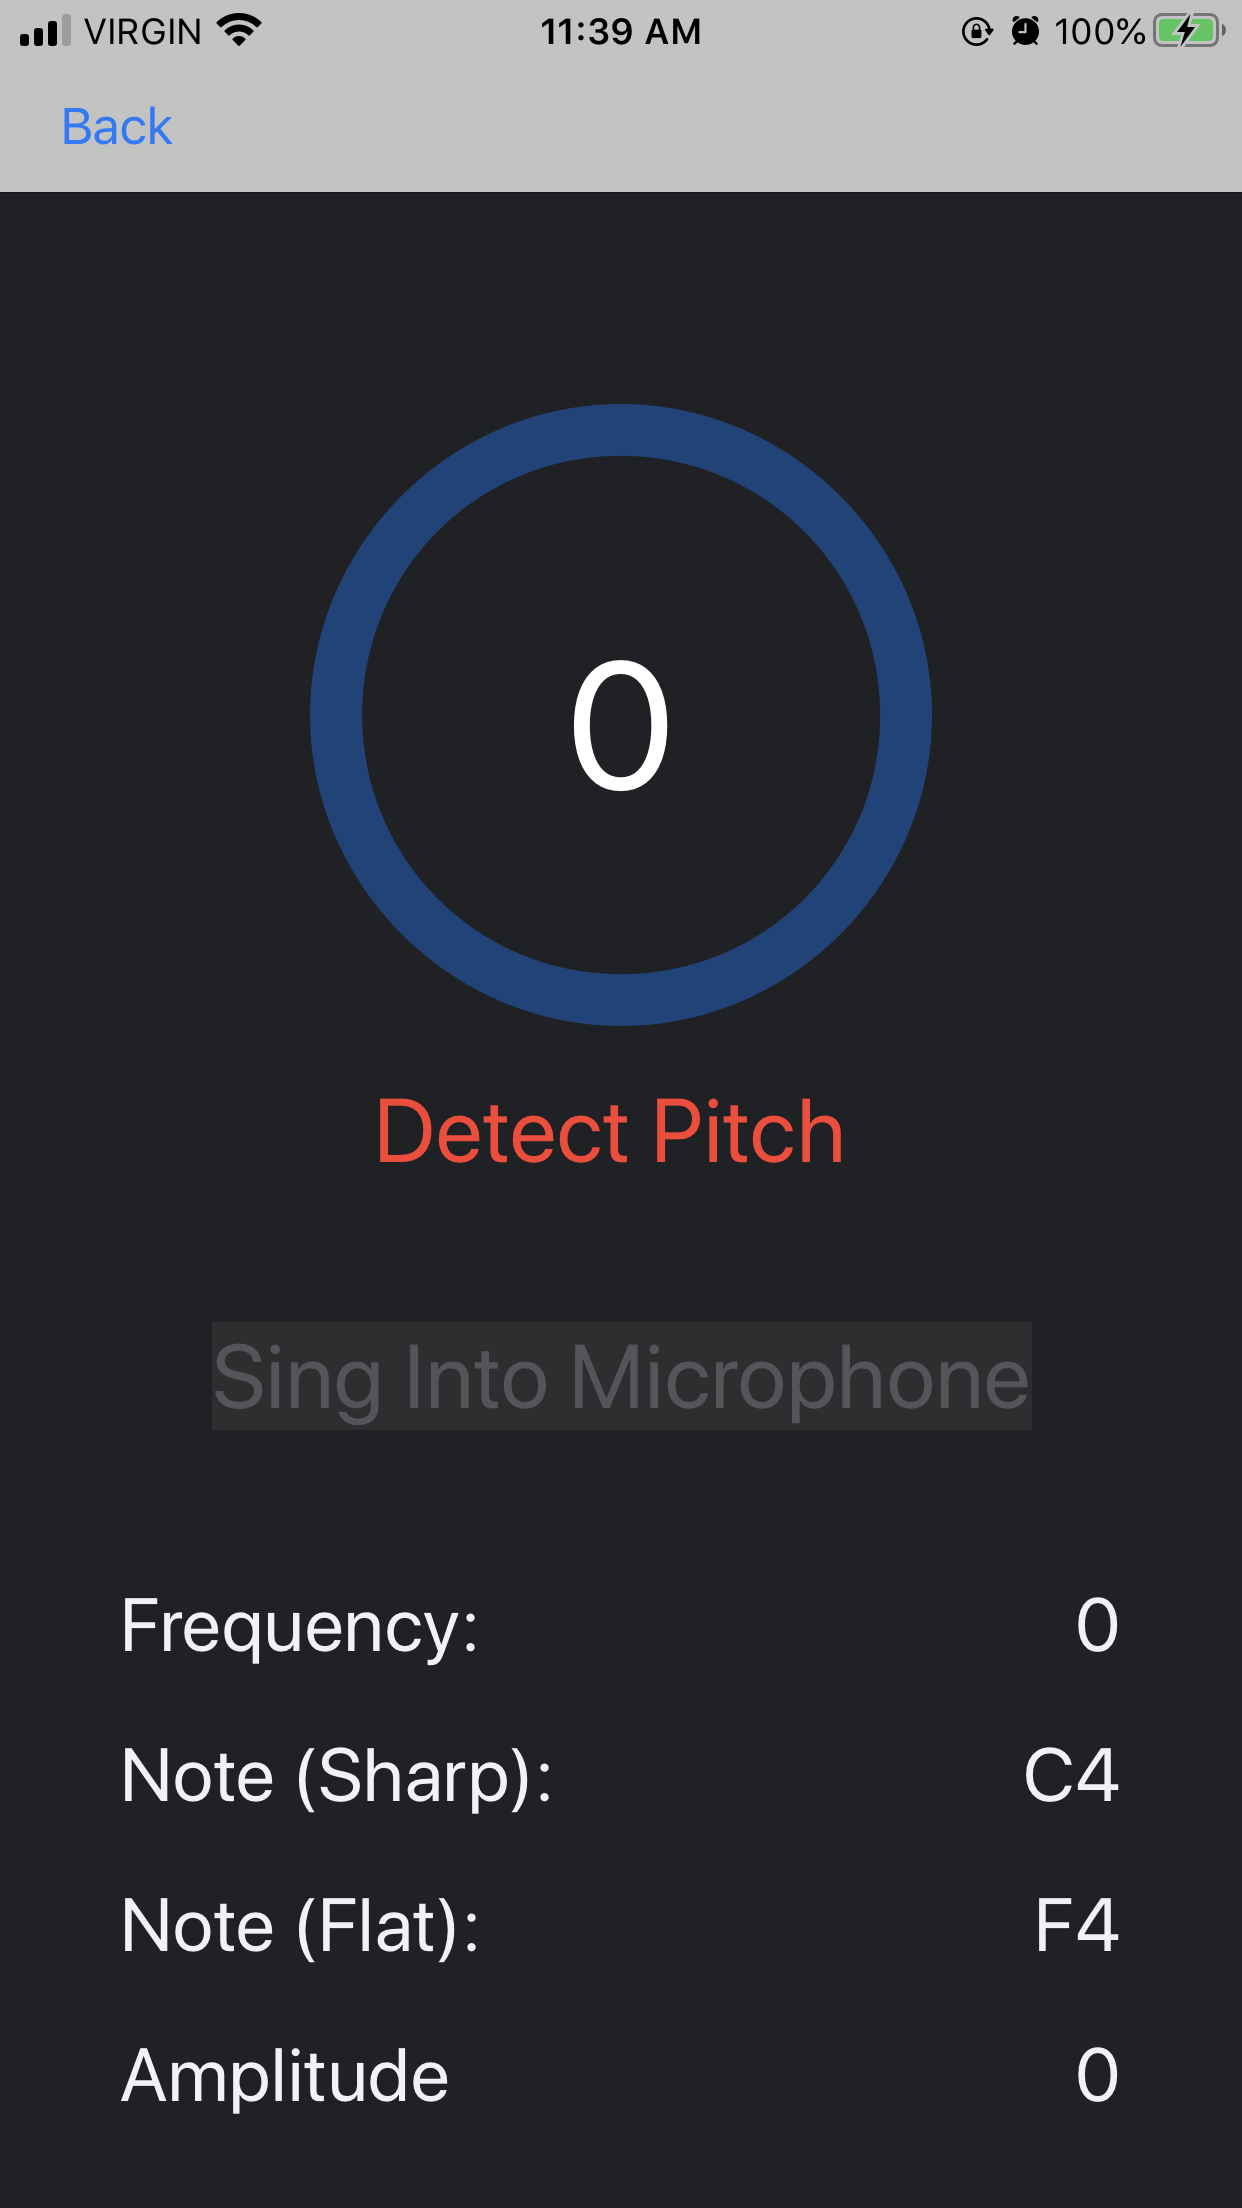 VIRGIN 11:39 AM 100%
Back
0
Detect Pitch
Sing Into Microphone
Frequency: 0
Note (Sharp): C4
Note (Flat): F4
Amplitude 0